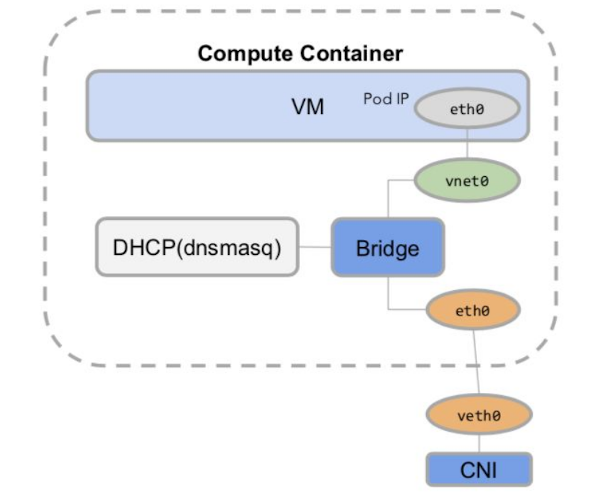 Compute Container
VM
Pod IP
eth0
vnet0
DHCP(dnsmasq)
Bridge
eth0
veth0
CNI